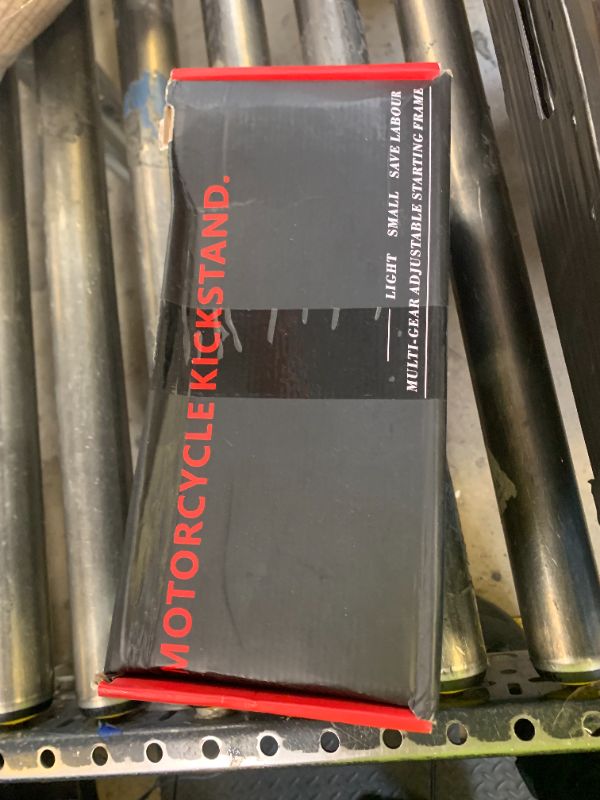 MOTORCYCLE KICKSTAND.
LIGHT SMALL SAVE LABOUR
MULTI-GEAR ADJUSTABLE STARTING FRAME